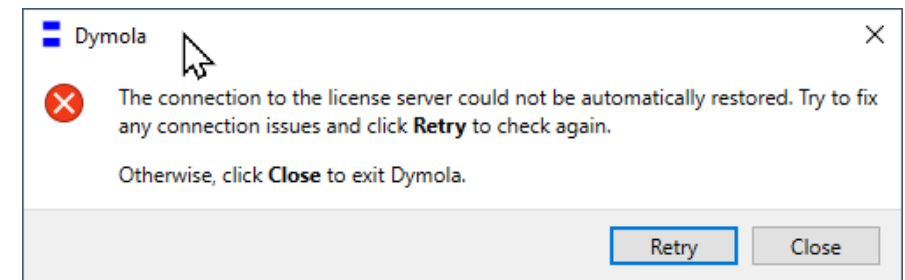 Dymola
The connection to the license server could not be automatically restored. Try to fix
any connection issues and click Retry to check again.
Otherwise, click Close to exit Dymola.
Retry
Close